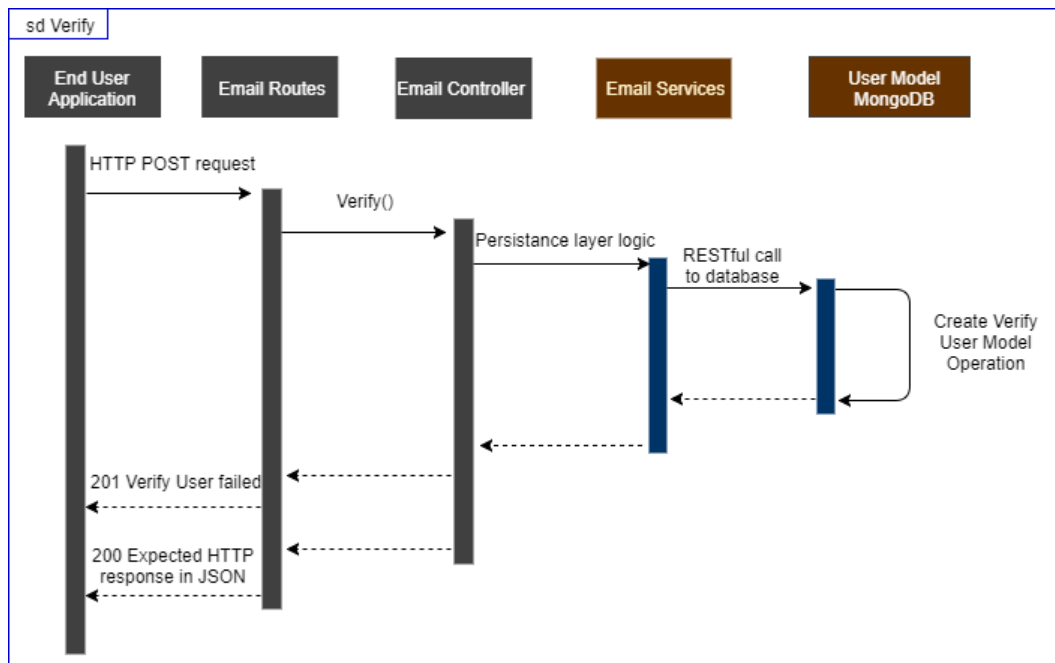 sd Verify
End User
Application
Email Routes
Email Controller
Email Services
User Model
MongoDB
HTTP POST request
Verify()
Persistance layer logic
RESTful call
to database
Create Verify
User Model
Operation
201 Verify User failed
200 Expected HTTP
response in JSON